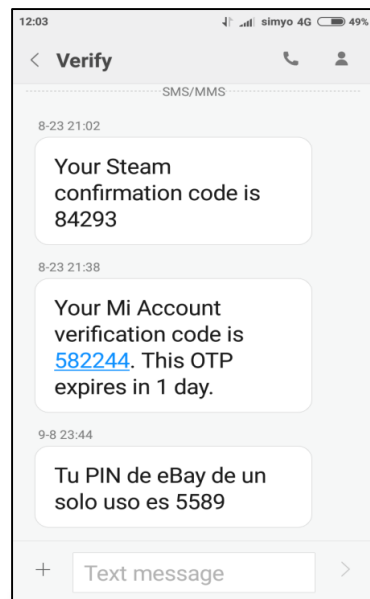 12:03 simyo 4G 49%
Verify
SMS/MMS
8-23 21:02
Your Steam
confirmation code is
84293
8-23 21:38
Your Mi Account
verification code is
582244. This OTP
expires in 1 day.
9-8 23:44
Tu PIN de eBay de un
solo uso es 5589
Text message